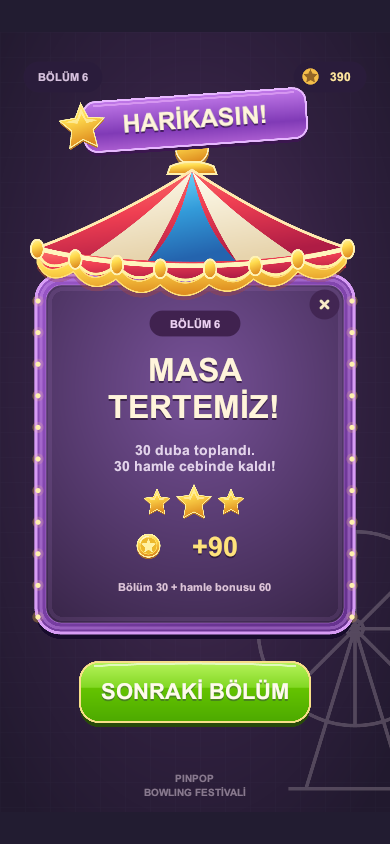 BÖLÜM 6
390
HARİKASIN!
BÖLÜM 6
MASA
TERTEMİZ!
30 duba toplandı.
30 hamle cebinde kaldı!
+90
Bölüm 30 + hamle bonusu 60
SONRAKİ BÖLÜM
PINPOP
BOWLING FESTİVALİ